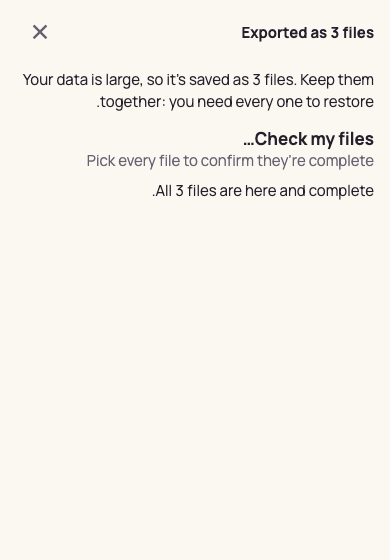 Exported as 3 files
Your data is large, so it's saved as 3 files. Keep them
together: you need every one to restore.
Check my files…
Pick every file to confirm they're complete
All 3 files are here and complete.